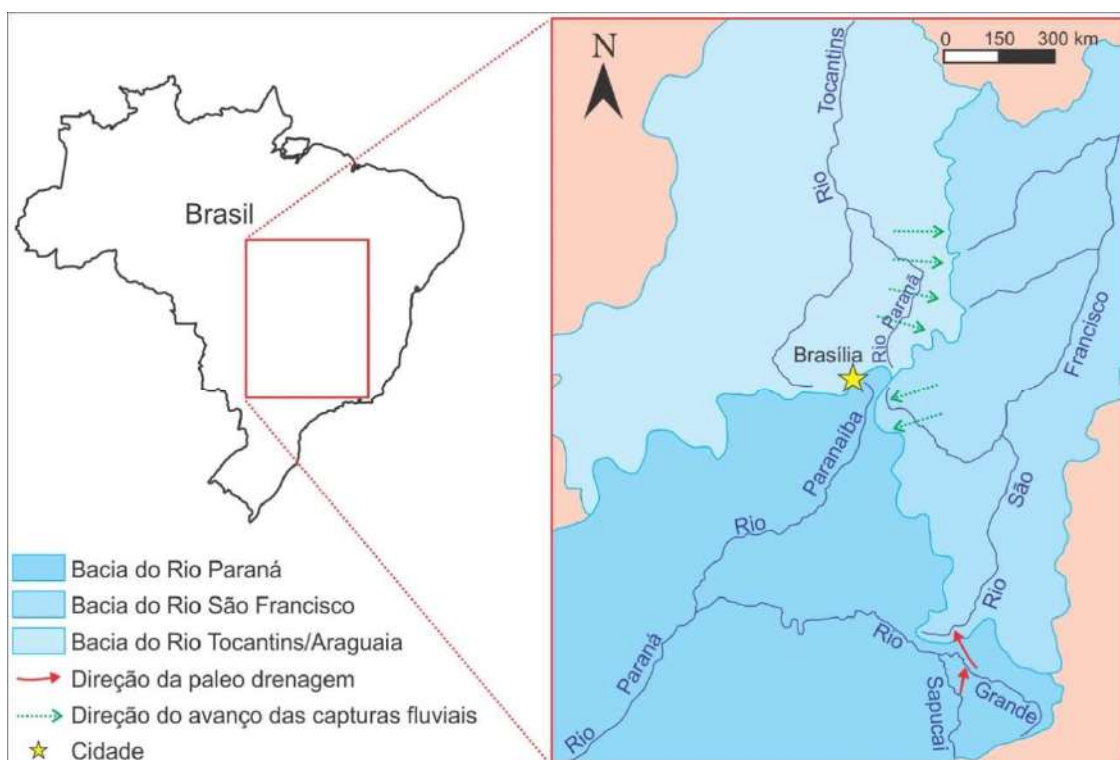 Brasil
Bacia do Rio Paraná
Bacia do Rio São Francisco
Bacia do Rio Tocantins/Araguaia
Direção da paleo drenagem
Direção do avanço das capturas fluviais
Cidade
N
0 150 300 km
Rio Tocantins
Rio Paranã
Brasília
Rio Paranaíba
Rio São Francisco
Rio Paraná
Rio Grande
Sapucai